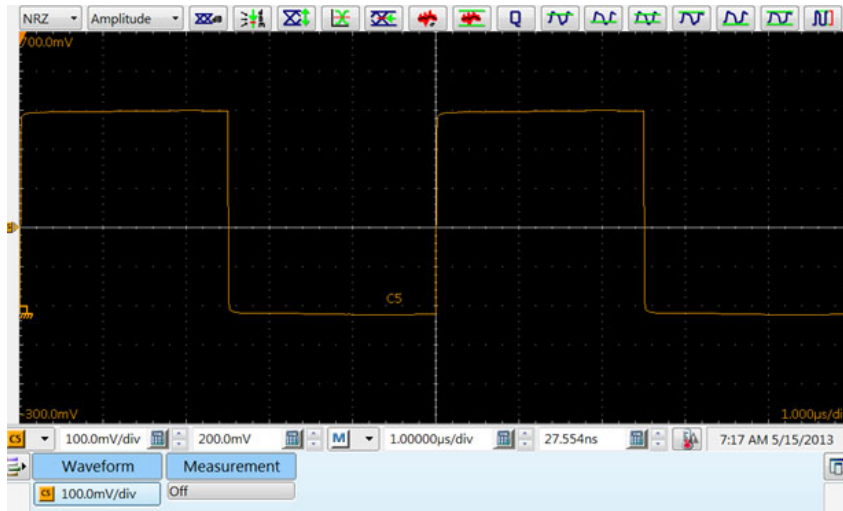 NRZ Amplitude Q
700.0mV
C5
-300.0mV 1.000µs/di
C5 100.0mV/div 200.0mV M 1.00000µs/div 27.554ns 7:17 AM 5/15/2013
Waveform Measurement
C5 100.0mV/div Off